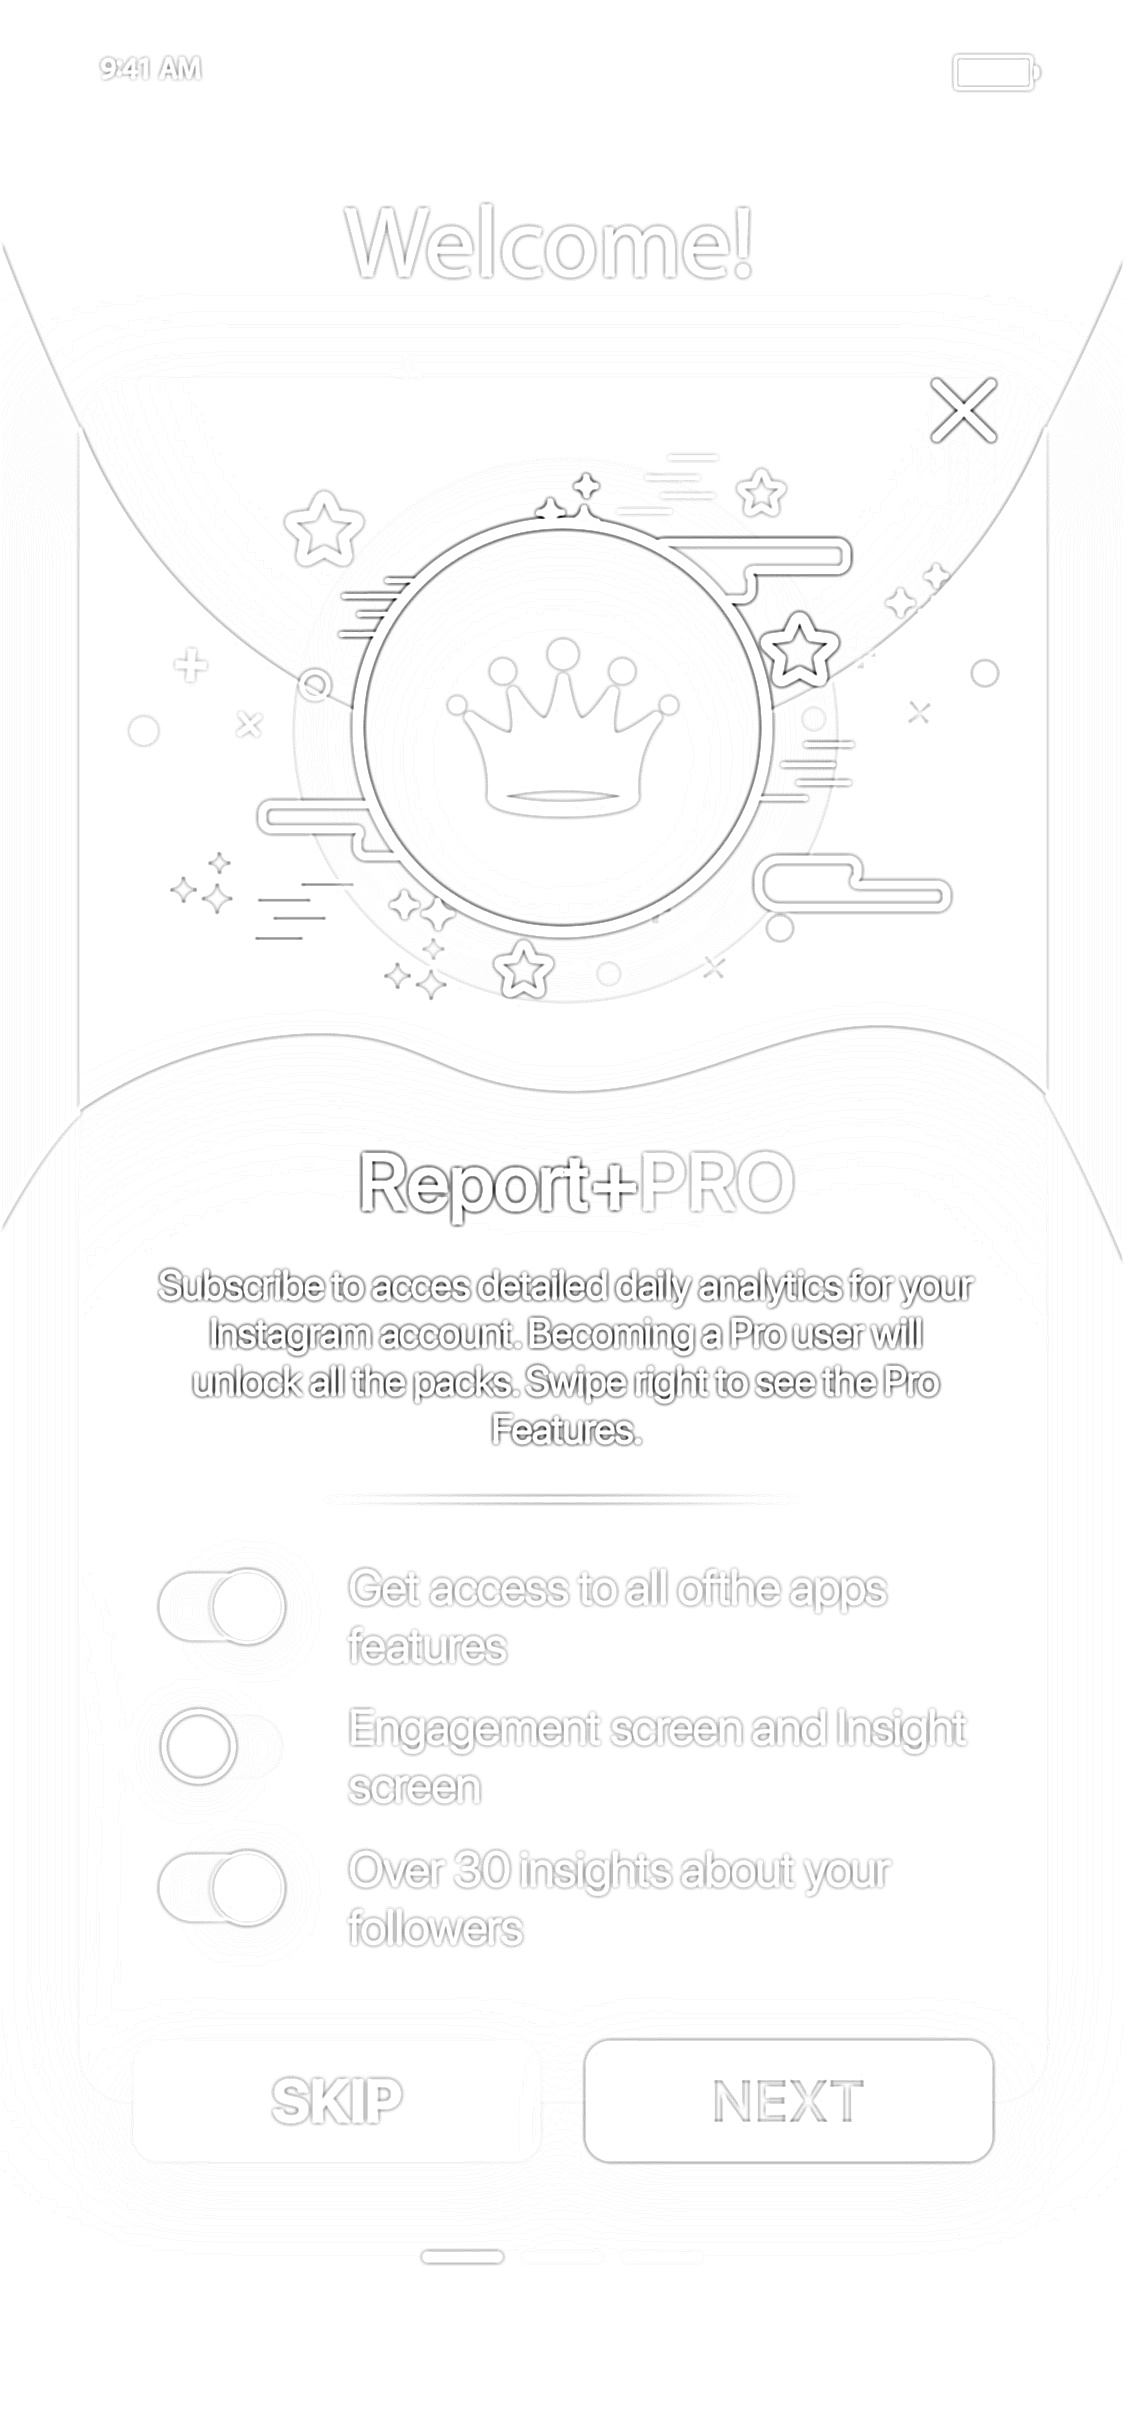 9:41 AM
Welcome!
Report+PRO
Subscribe to acces detailed daily analytics for your
Instagram account. Becoming a Pro user will
unlock all the packs. Swipe right to see the Pro
Features.
Get access to all ofthe apps
features
Engagement screen and Insight
screen
Over 30 insights about your
followers
SKIP
NEXT